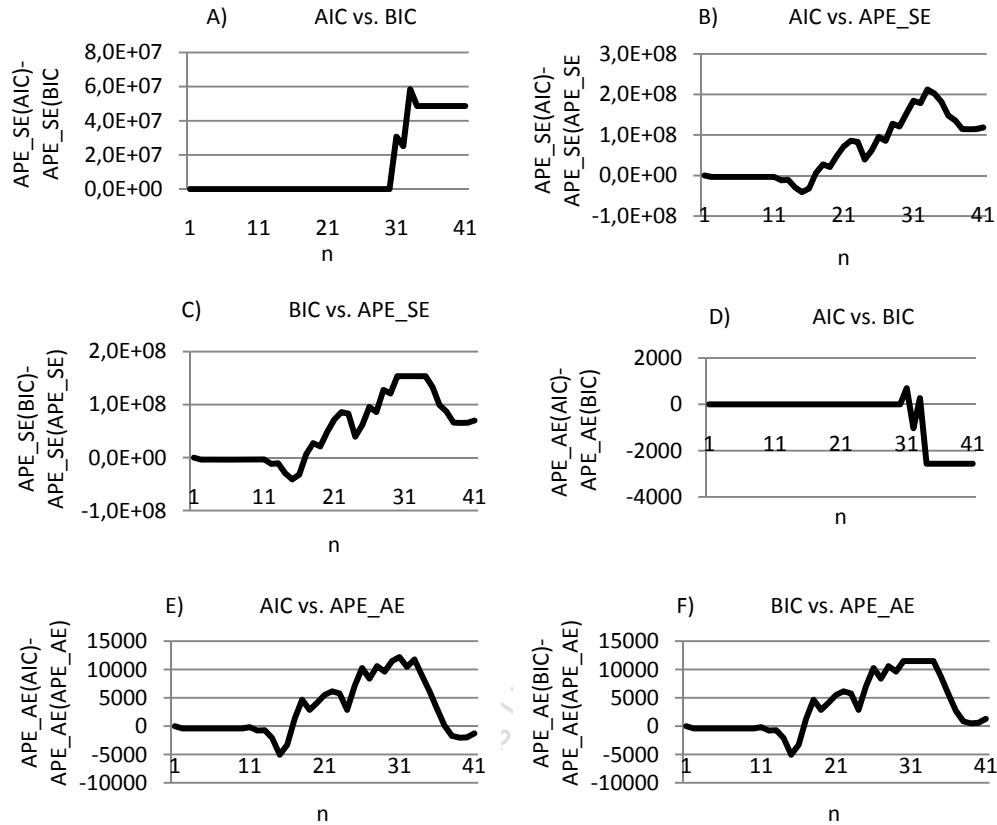 A) AIC vs. BIC
APE_SE(AIC)-
APE_SE(BIC
8,0E+07
6,0E+07
4,0E+07
2,0E+07
0,0E+00
1 11 21 31 41
n
B) AIC vs. APE_SE
APE_SE(AIC)-
APE_SE(APE_SE
3,0E+08
2,0E+08
1,0E+08
0,0E+00
-1,0E+08
1 11 21 31 41
n
C) BIC vs. APE_SE
APE_SE(BIC)-
APE_SE(APE_SE)
2,0E+08
1,0E+08
0,0E+00
-1,0E+08
1 11 21 31 41
n
D) AIC vs. BIC
APE_AE(AIC)-
APE_AE(BIC)
2000
0
-2000
-4000
1 11 21 31 41
n
E) AIC vs. APE_AE
APE_AE(AIC)-
APE_AE(APE_AE)
15000
10000
5000
0
-5000
-10000
1 11 21 31 41
n
F) BIC vs. APE_AE
APE_AE(BIC)-
APE_AE(APE_AE)
15000
10000
5000
0
-5000
-10000
1 11 21 31 41
n